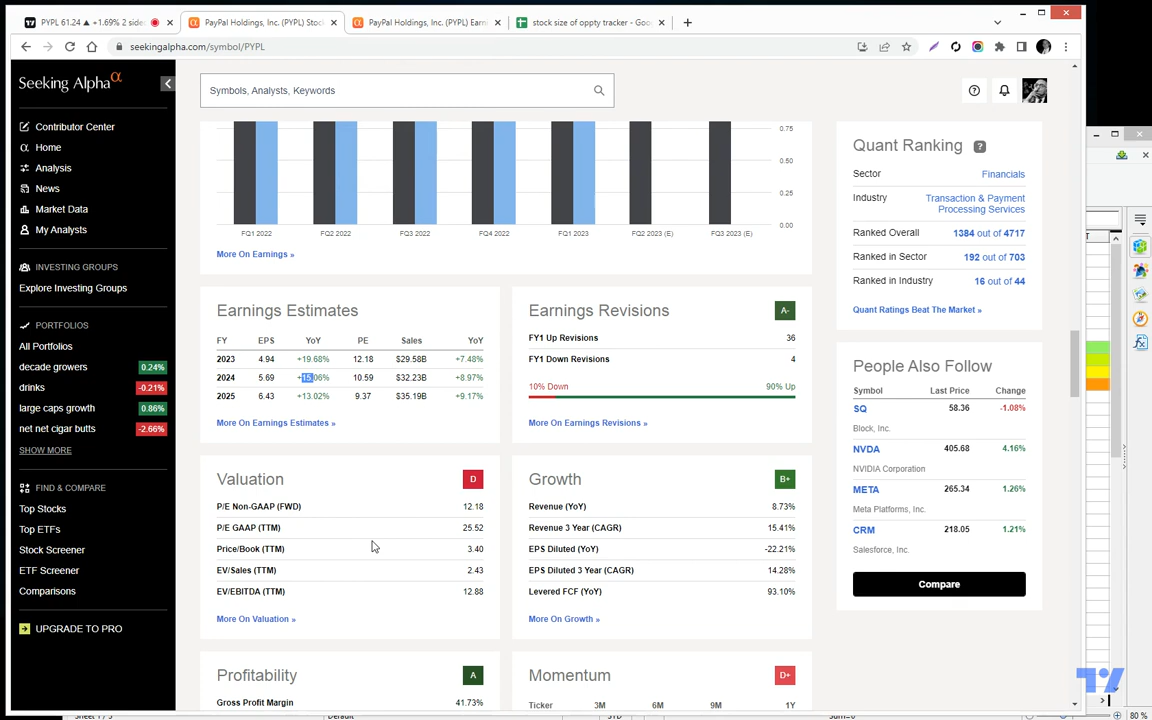 PYPL 61.24 ▲ +1.69% 2 sides
PayPal Holdings, Inc. (PYPL) Stoc
PayPal Holdings, Inc. (PYPL) Earn
stock size of oppty tracker - Goo
seekingalpha.com/symbol/PYPL
Seeking Alpha α
Symbols, Analysts, Keywords
Contributor Center
Home
Analysis
News
Market Data
My Analysts
INVESTING GROUPS
Explore Investing Groups
PORTFOLIOS
All Portfolios
decade growers 0.24%
drinks -0.21%
large caps growth 0.86%
net net cigar butts -2.66%
SHOW MORE
FIND & COMPARE
Top Stocks
Top ETFs
Stock Screener
ETF Screener
Comparisons
UPGRADE TO PRO
0.75
0.50
0.25
0.00
FQ1 2022 FQ2 2022 FQ3 2022 FQ4 2022 FQ1 2023 FQ2 2023 (E) FQ3 2023 (E)
More On Earnings »
Earnings Estimates
FY EPS YoY PE Sales YoY
2023 4.94 +19.68% 12.18 $29.58B +7.48%
2024 5.69 +15.06% 10.59 $32.23B +8.97%
2025 6.43 +13.02% 9.37 $35.19B +9.17%
More On Earnings Estimates »
Earnings Revisions A-
FY1 Up Revisions 36
FY1 Down Revisions 4
10% Down 90% Up
More On Earnings Revisions »
Valuation D
P/E Non-GAAP (FWD) 12.18
P/E GAAP (TTM) 25.52
Price/Book (TTM) 3.40
EV/Sales (TTM) 2.43
EV/EBITDA (TTM) 12.88
More On Valuation »
Growth B+
Revenue (YoY) 8.73%
Revenue 3 Year (CAGR) 15.41%
EPS Diluted (YoY) -22.21%
EPS Diluted 3 Year (CAGR) 14.28%
Levered FCF (YoY) 93.10%
More On Growth »
Profitability A
Gross Profit Margin 41.73%
Momentum D+
Ticker 3M 6M 9M 1Y
Quant Ranking ?
Sector Financials
Industry Transaction & Payment
Processing Services
Ranked Overall 1384 out of 4717
Ranked in Sector 192 out of 703
Ranked in Industry 16 out of 44
Quant Ratings Beat The Market »
People Also Follow
Symbol Last Price Change
SQ 58.36 -1.08%
Block, Inc.
NVDA 405.68 4.16%
NVIDIA Corporation
META 265.34 1.26%
Meta Platforms, Inc.
CRM 218.05 1.21%
Salesforce, Inc.
Compare
80 %